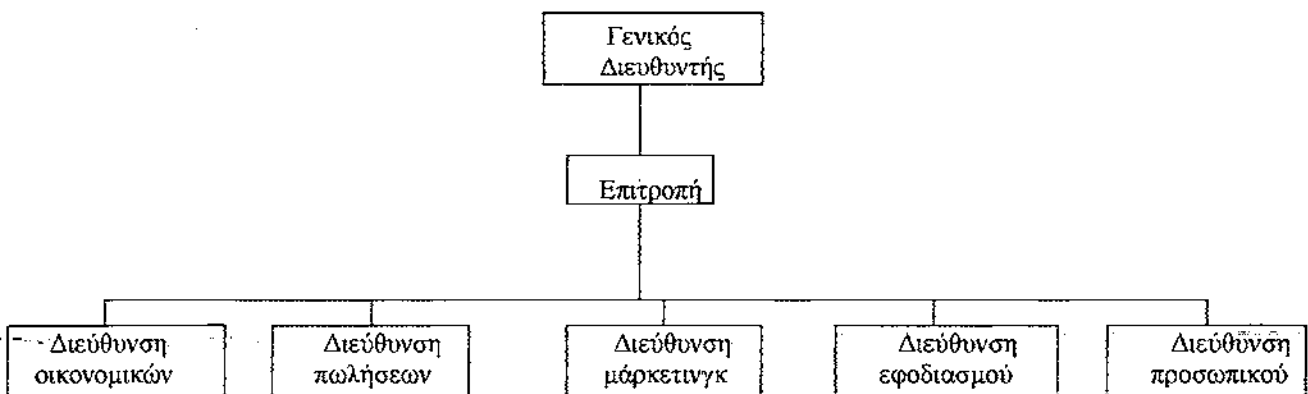 Γενικός
Διευθυντής
Επιτροπή
Διεύθυνση
οικονομικών
Διεύθυνση
πωλήσεων
Διεύθυνση
μάρκετινγκ
Διεύθυνση
εφοδιασμού
Διεύθυνση
προσωπικού